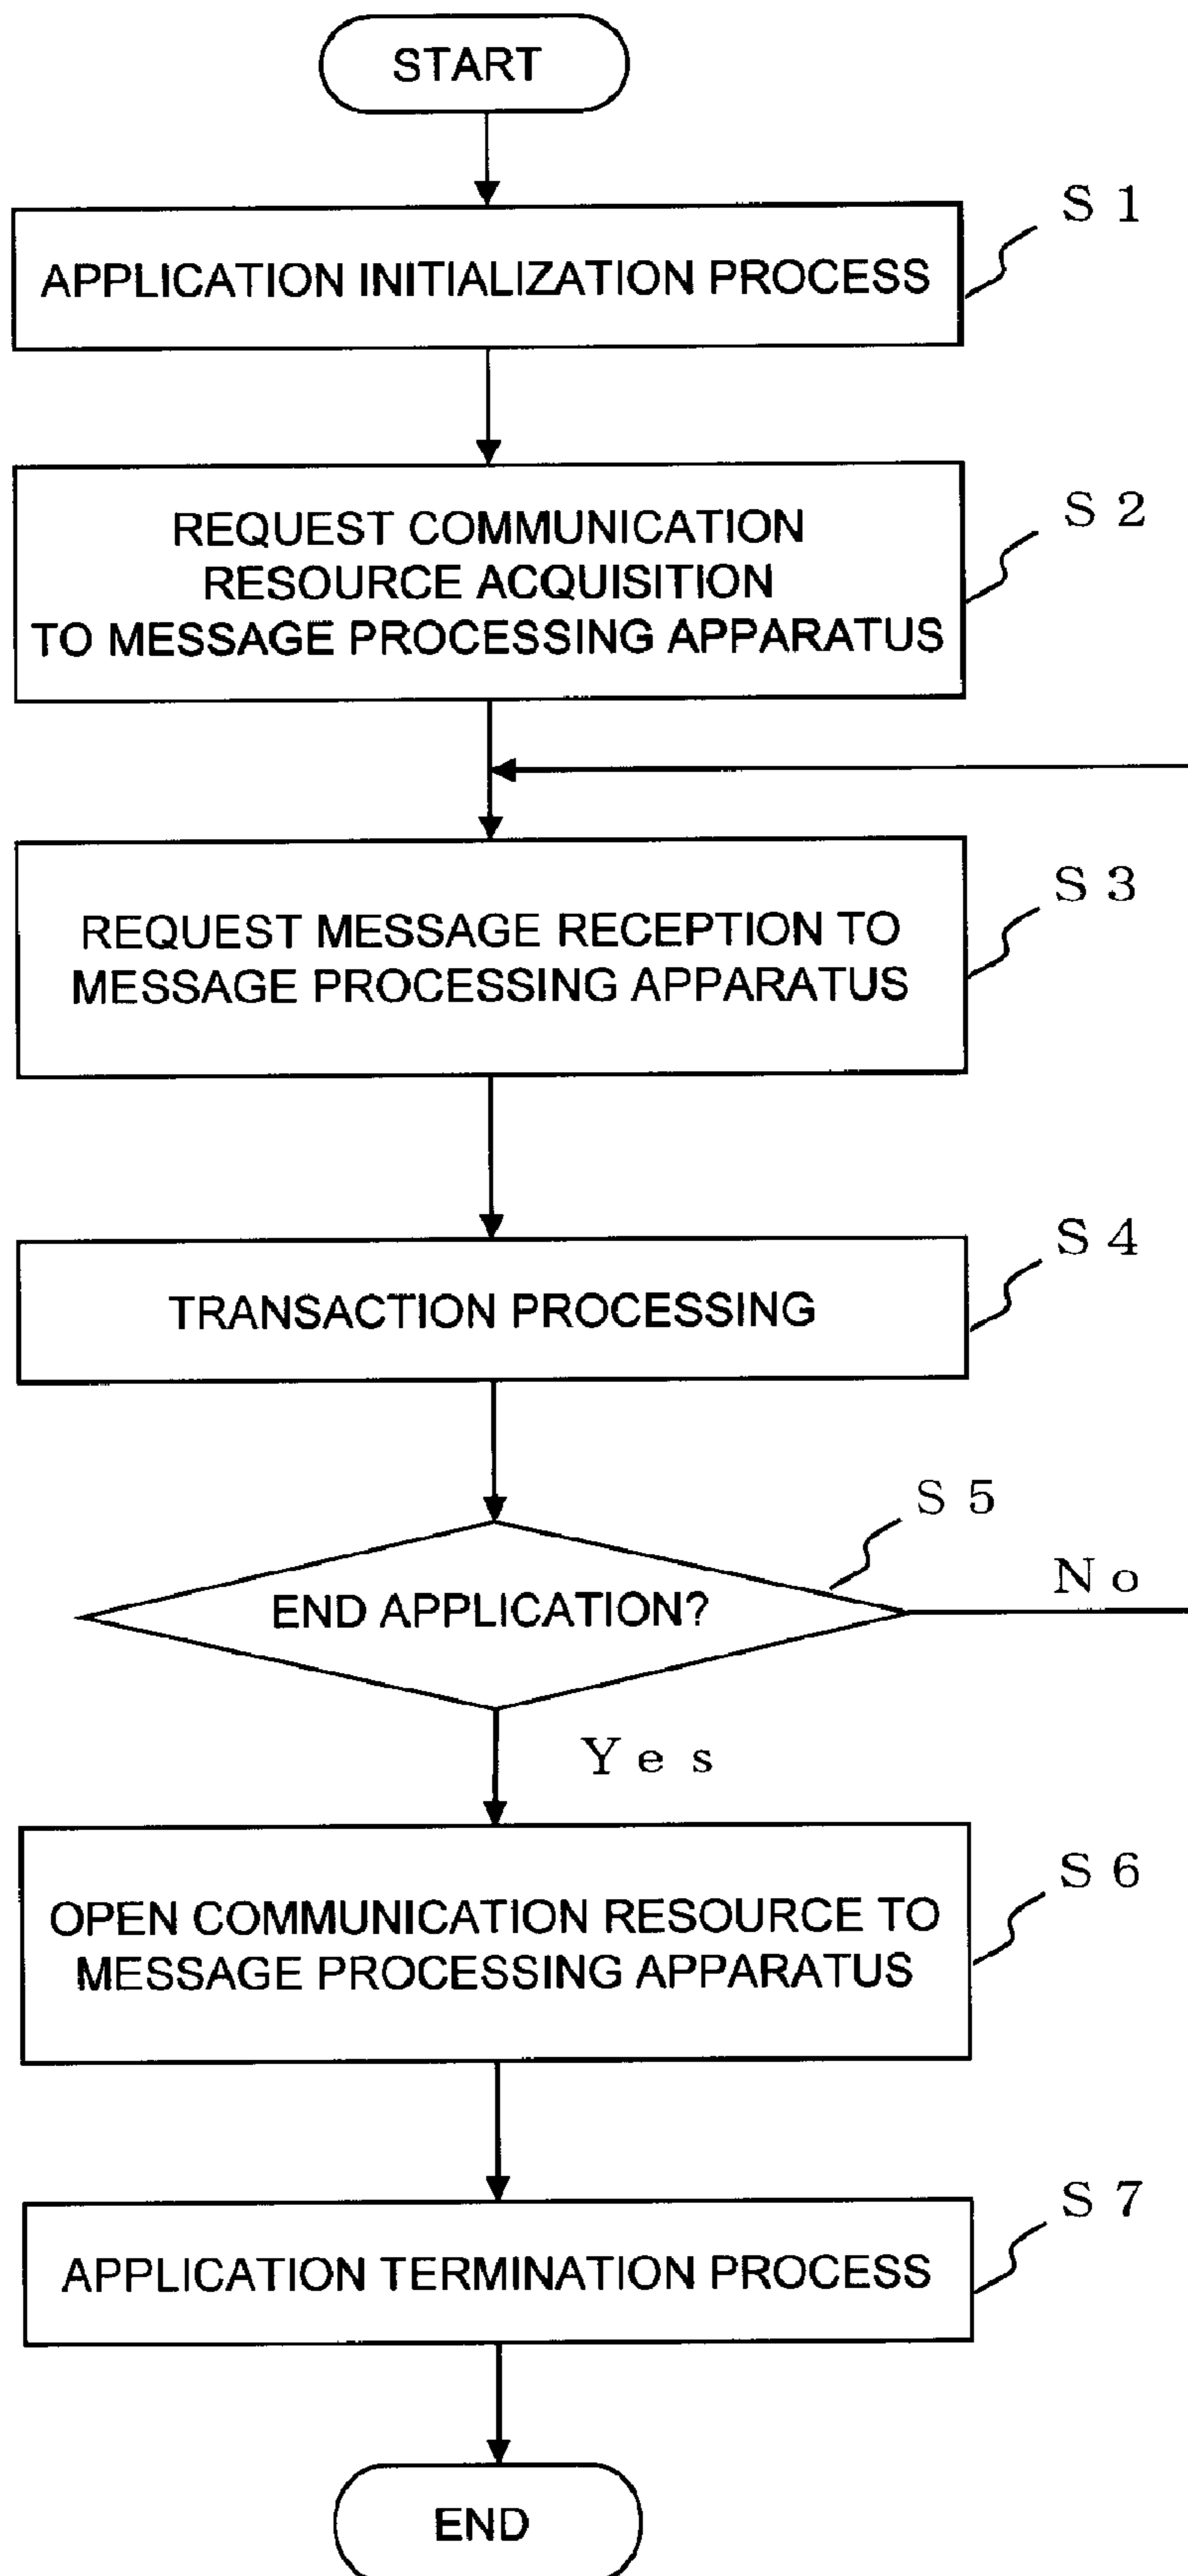 START
S 1
APPLICATION INITIALIZATION PROCESS
S 2
REQUEST COMMUNICATION
RESOURCE ACQUISITION
TO MESSAGE PROCESSING APPARATUS
S 3
REQUEST MESSAGE RECEPTION TO
MESSAGE PROCESSING APPARATUS
S 4
TRANSACTION PROCESSING
S 5
END APPLICATION?
No
Yes
S 6
OPEN COMMUNICATION RESOURCE TO
MESSAGE PROCESSING APPARATUS
S 7
APPLICATION TERMINATION PROCESS
END